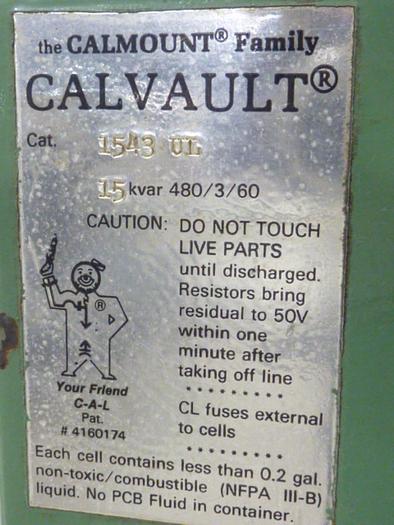 the CALMOUNT® Family
CALVAULT®
Cat. 1543 UL
15 kvar 480/3/60
CAUTION: DO NOT TOUCH
LIVE PARTS
until discharged.
Resistors bring
residual to 50V
within one
minute after
taking off line
®
Your Friend
C-A-L
Pat.
# 4160174
CL fuses external
to cells
Each cell contains less than 0.2 gal.
non-toxic/combustible (NFPA III-B)
liquid. No PCB Fluid in container.